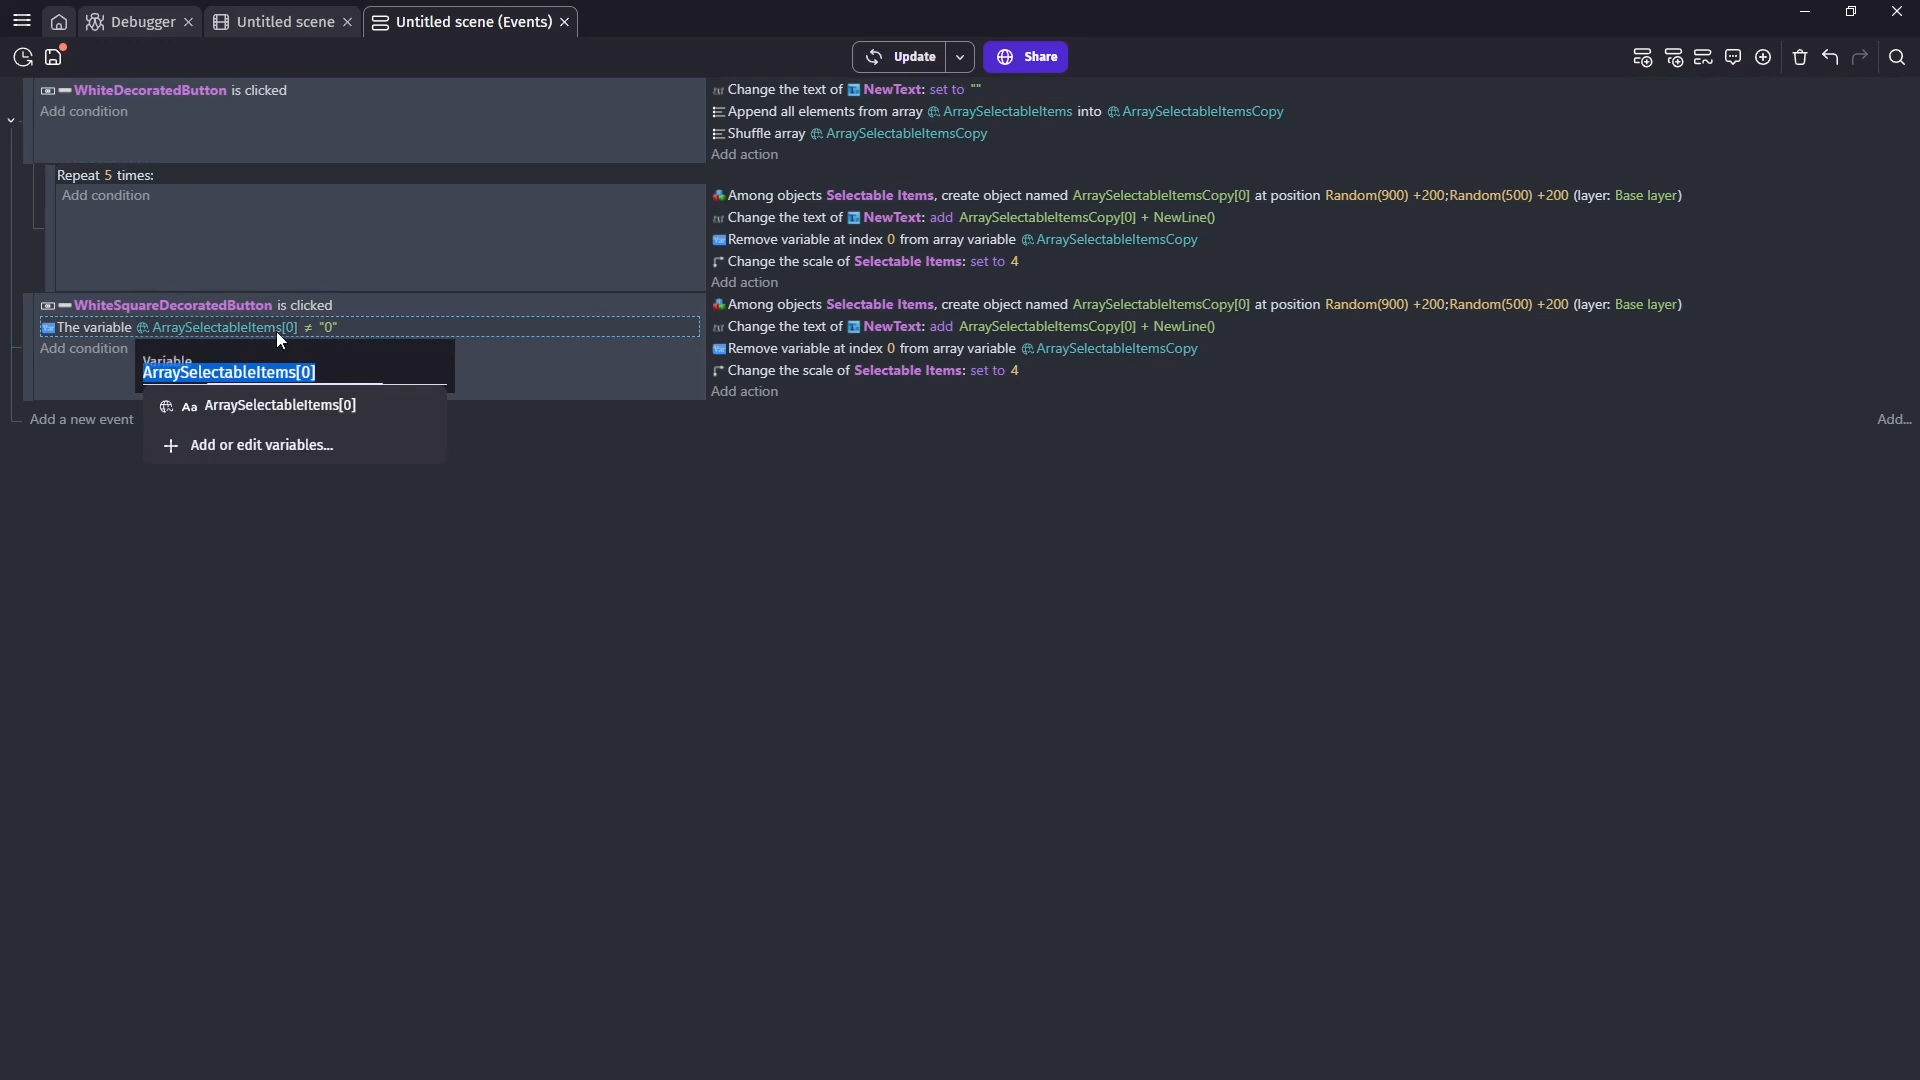 Debugger
Untitled scene
Untitled scene (Events)
Update
Share
WhiteDecoratedButton is clicked
Add condition
Change the text of NewText: set to ""
Append all elements from array ArraySelectableItems into ArraySelectableItemsCopy
Shuffle array ArraySelectableItemsCopy
Add action
Repeat 5 times:
Add condition
Among objects Selectable Items, create object named ArraySelectableItemsCopy[0] at position Random(900) +200;Random(500) +200 (layer: Base layer)
Change the text of NewText: add ArraySelectableItemsCopy[0] + NewLine()
Remove variable at index 0 from array variable ArraySelectableItemsCopy
Change the scale of Selectable Items: set to 4
Add action
WhiteSquareDecoratedButton is clicked
The variable ArraySelectableItems[0] ≠ "0"
Add condition
Among objects Selectable Items, create object named ArraySelectableItemsCopy[0] at position Random(900) +200;Random(500) +200 (layer: Base layer)
Change the text of NewText: add ArraySelectableItemsCopy[0] + NewLine()
Remove variable at index 0 from array variable ArraySelectableItemsCopy
Change the scale of Selectable Items: set to 4
Add action
Variable
ArraySelectableItems[0]
Aa ArraySelectableItems[0]
Add or edit variables...
Add a new event
Add...